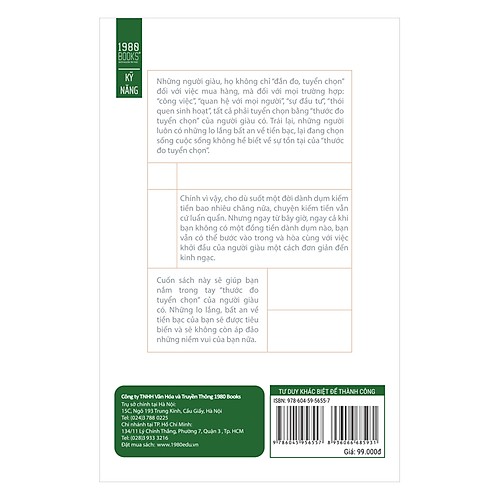 1980
BOOKS
KỸ
NĂNG
Những người giàu, họ không chỉ “đắn đo, tuyển chọn”
đối với việc mua hàng, mà đối với mọi trường hợp:
“công việc”, “quan hệ với mọi người”, “sự đầu tư”, “thói
quen sinh hoạt”, tất cả phải tuyển chọn bằng “thước đo
tuyển chọn” của người giàu có. Trái lại, những người
luôn có những lo lắng bất an về tiền bạc, lại đang chọn
sống cuộc sống không hề biết về sự tồn tại của “thước
đo tuyển chọn”.
Chính vì vậy, cho dù suốt một đời dành dụm kiếm
tiền bao nhiêu chăng nữa, chuyện kiếm tiền vẫn
cứ luẩn quẩn. Nhưng ngay từ bây giờ, ngay cả khi
bạn không có một đồng tiền dành dụm nào, bạn
vẫn có thể bước vào trong và hòa cùng với việc
khởi đầu của người giàu một cách đơn giản đến
kinh ngạc.
Cuốn sách này sẽ giúp bạn
nắm trong tay “thước đo
tuyển chọn” của người giàu
có. Những lo lắng, bất an về
tiền bạc của bạn sẽ được tiêu
biến và sẽ không còn áp đảo
những niềm vui của bạn nữa.
Công ty TNHH Văn Hóa và Truyền Thông 1980 Books
Trụ sở chính tại Hà Nội:
15C, Ngõ 193 Trung Kính, Cầu Giấy, Hà Nội
Tel: (024)3 788 0225
Chi nhánh tại TP. Hồ Chí Minh:
134/11 Lý Chính Thắng, Phường 7, Quận 3 , Tp. HCM
Tel: (028)3 933 3216
Đặt mua sách: www.1980edu.vn
TƯ DUY KHÁC BIỆT ĐỂ THÀNH CÔNG
ISBN: 978-604-59-5655-7
9786045956557 8936066685931
Giá: 99.000đ